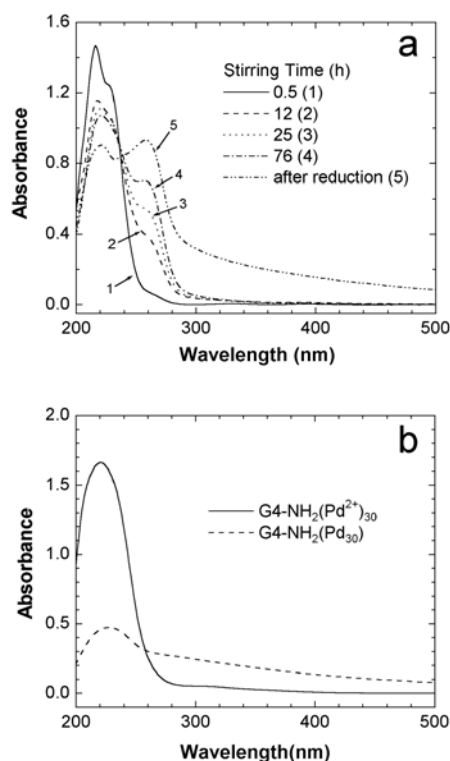 a
Stirring Time (h)
0.5 (1)
12 (2)
25 (3)
76 (4)
after reduction (5)
1.6
1.2
0.8
0.4
0.0
Absorbance
5
4
3
2
1
200 300 400 500
Wavelength (nm)
b
G4-NH₂(Pd²⁺)₃₀
G4-NH₂(Pd₃₀)
2.0
1.5
1.0
0.5
0.0
Absorbance
200 300 400 500
Wavelength(nm)